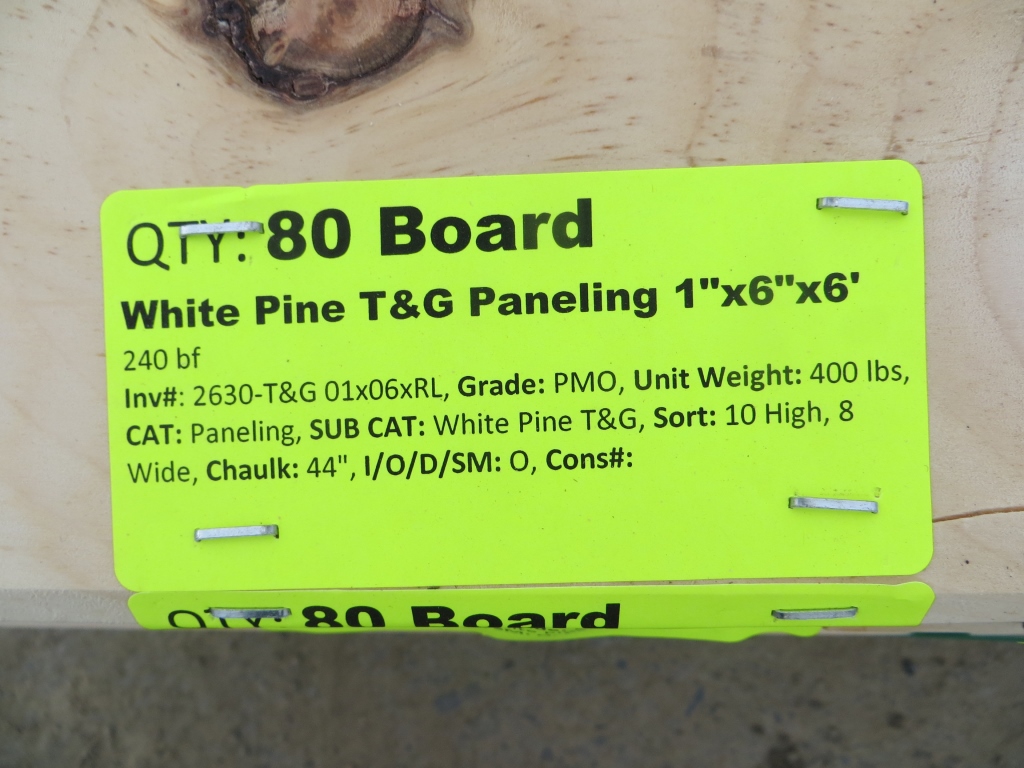 QTY: 80 Board
White Pine T&G Paneling 1"x6"x6'
240 bf
Inv#: 2630-T&G 01x06xRL, Grade: PMO, Unit Weight: 400 lbs,
CAT: Paneling, SUB CAT: White Pine T&G, Sort: 10 High, 8
Wide, Chaulk: 44", I/O/D/SM: O, Cons#:
QTY: 80 Board